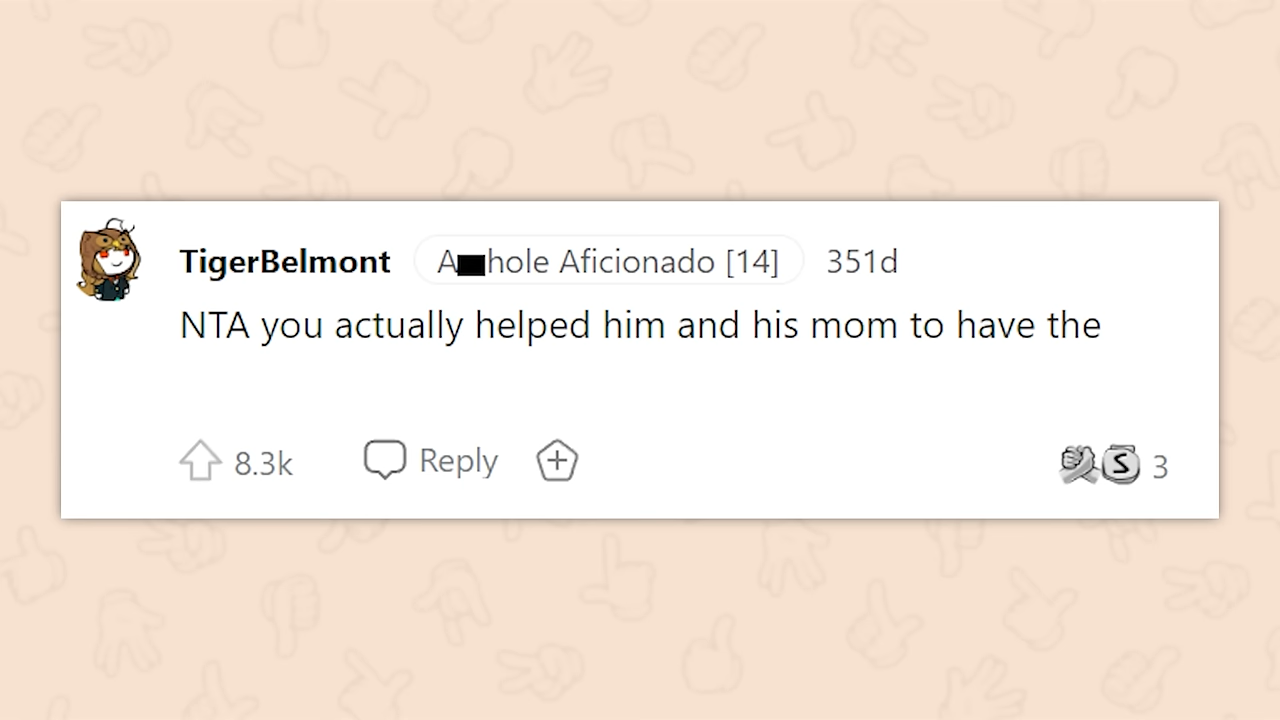 TigerBelmont A hole Aficionado [14] 351d
NTA you actually helped him and his mom to have the
8.3k Reply S 3